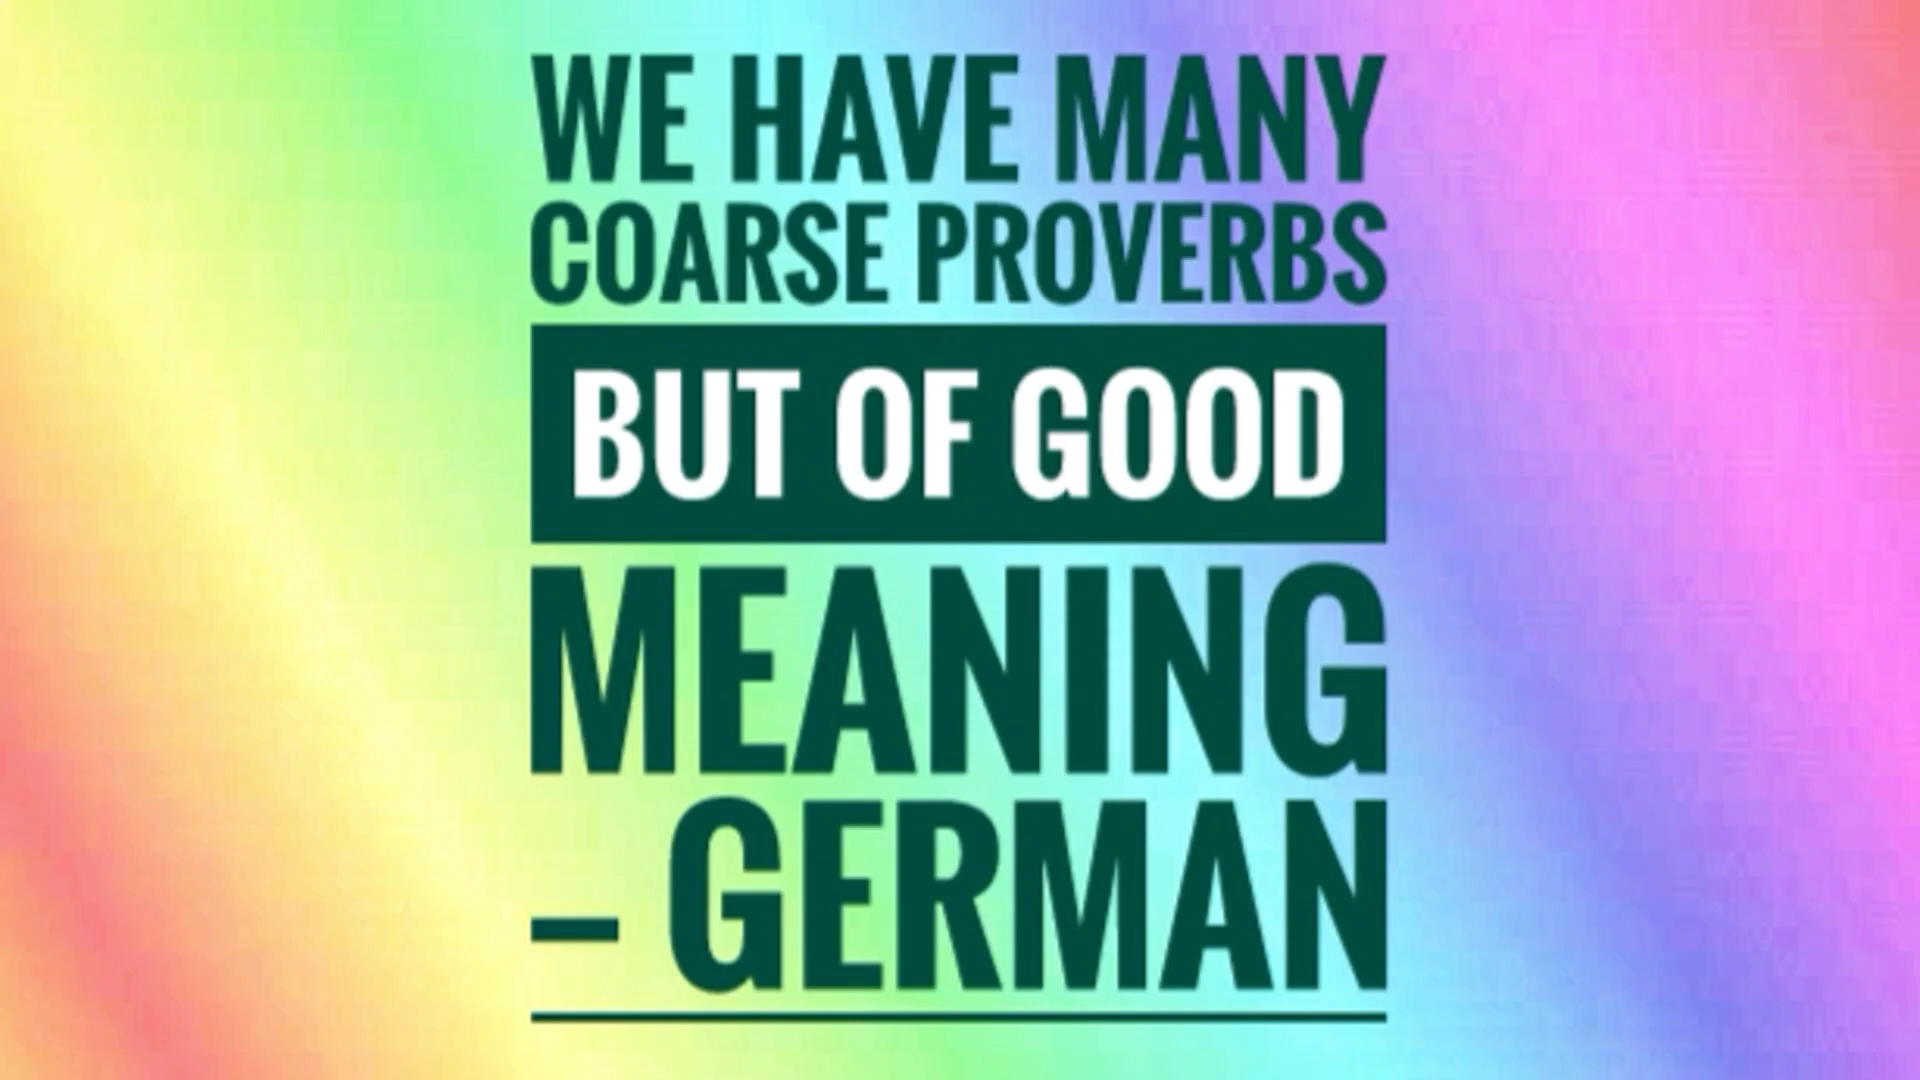 WE HAVE MANY
COARSE PROVERBS
BUT OF GOOD
MEANING
– GERMAN